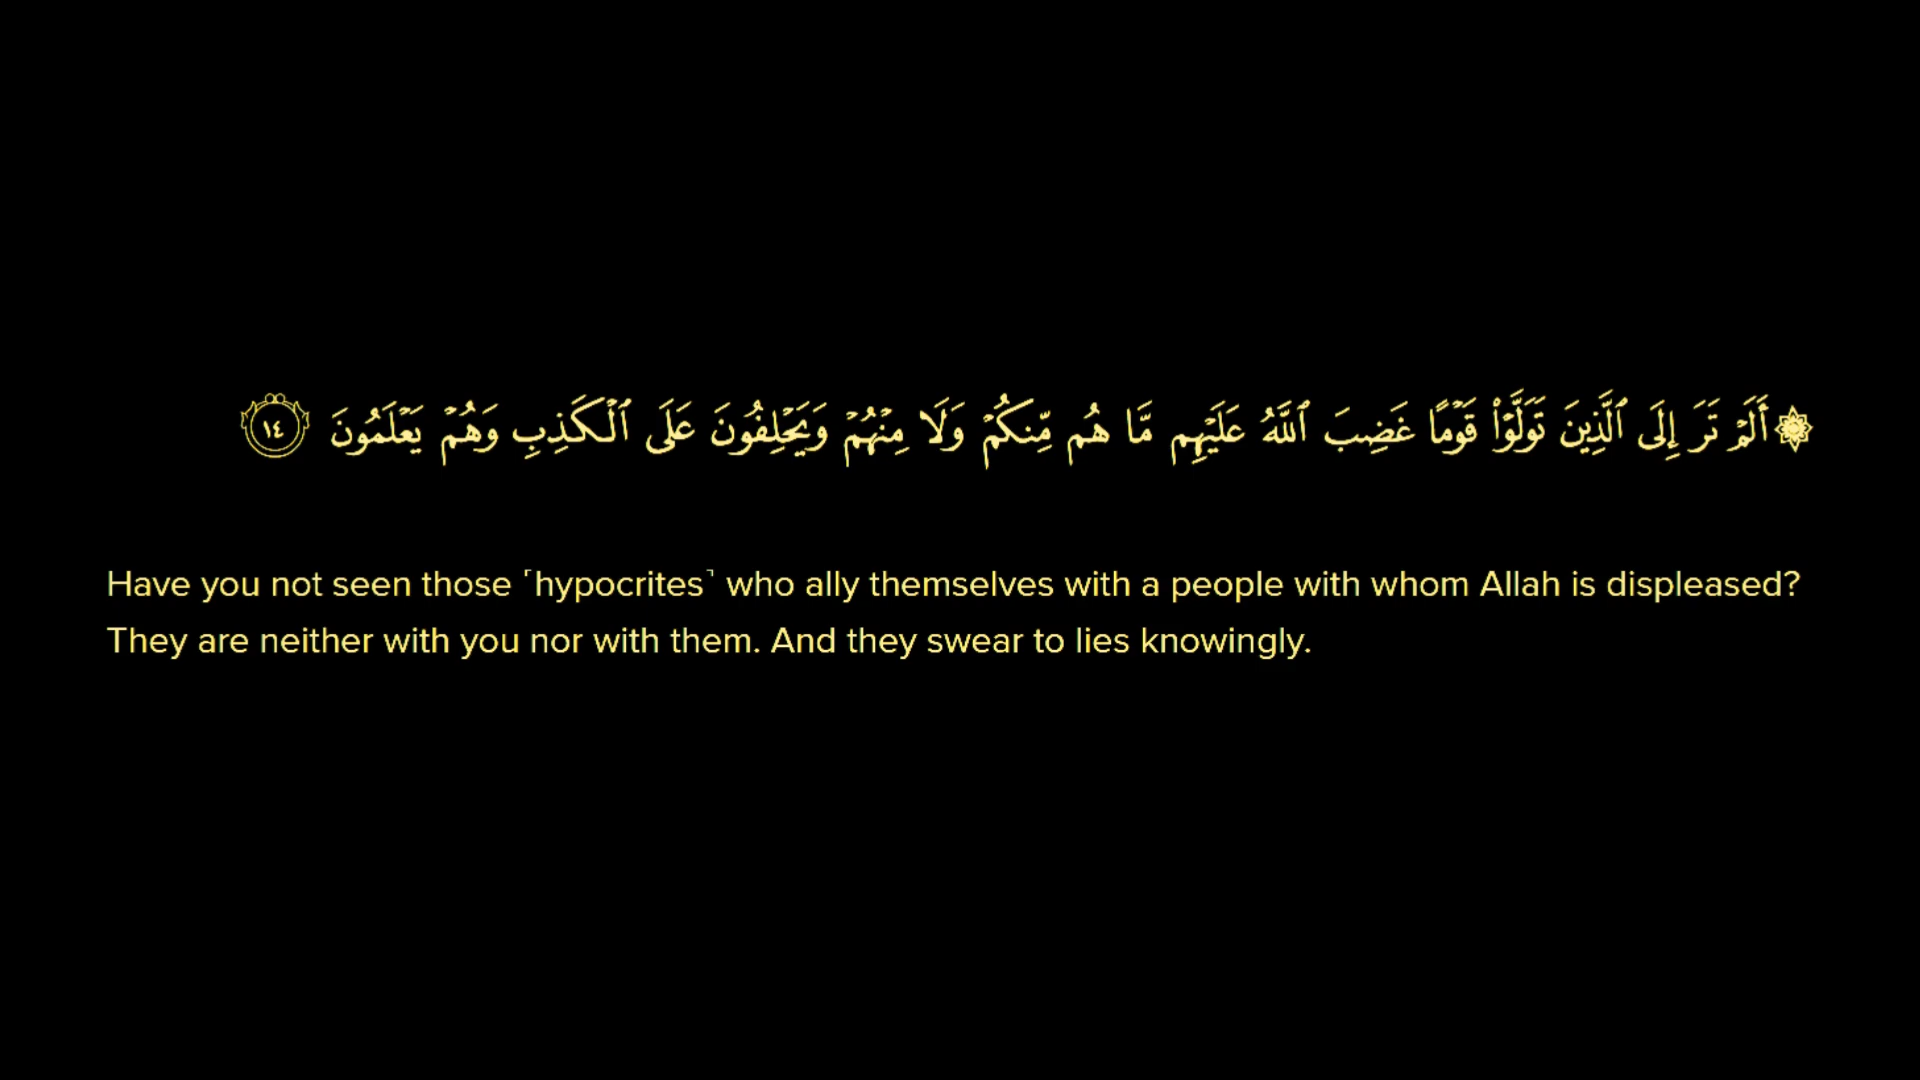 ۞ أَلَمْ تَرَ إِلَى ٱلَّذِينَ تَوَلَّوْا۟ قَوْمًا غَضِبَ ٱللَّهُ عَلَيْهِم مَّا هُم مِّنكُمْ وَلَا مِنْهُمْ وَيَحْلِفُونَ عَلَى ٱلْكَذِبِ وَهُمْ يَعْلَمُونَ ١٤
Have you not seen those ˹hypocrites˺ who ally themselves with a people with whom Allah is displeased?
They are neither with you nor with them. And they swear to lies knowingly.